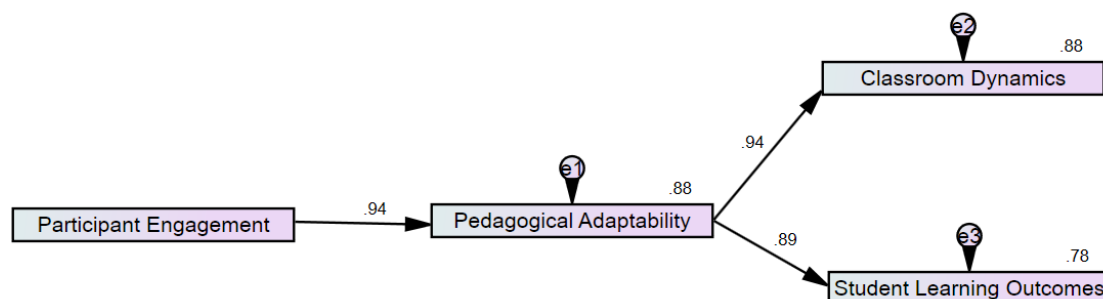 e2
.88
Classroom Dynamics
.94
e1
.88
.94
Participant Engagement
Pedagogical Adaptability
.89
e3
.78
Student Learning Outcomes